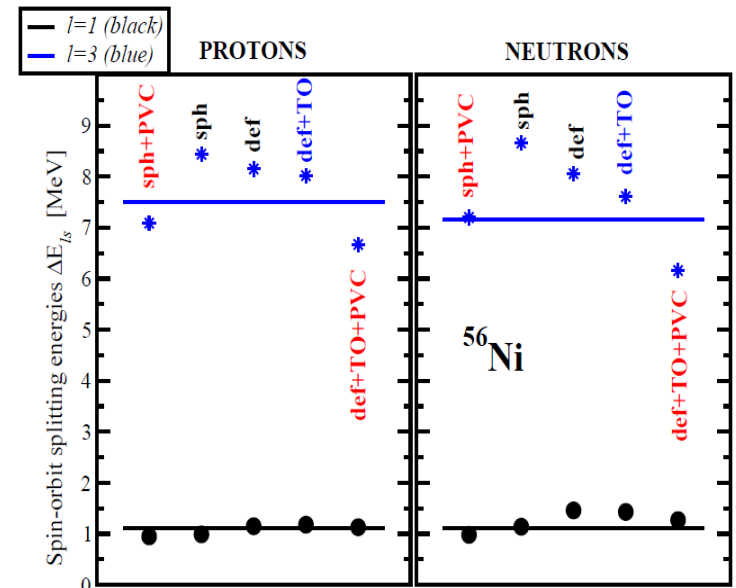 l=1 (black)
l=3 (blue)
PROTONS
NEUTRONS
Spin-orbit splitting energies ΔE_ls [MeV]
9
8
7
6
5
4
3
2
1
0
sph+PVC
sph
def
def+TO
def+TO+PVC
sph+PVC
sph
def
def+TO
def+TO+PVC
56Ni